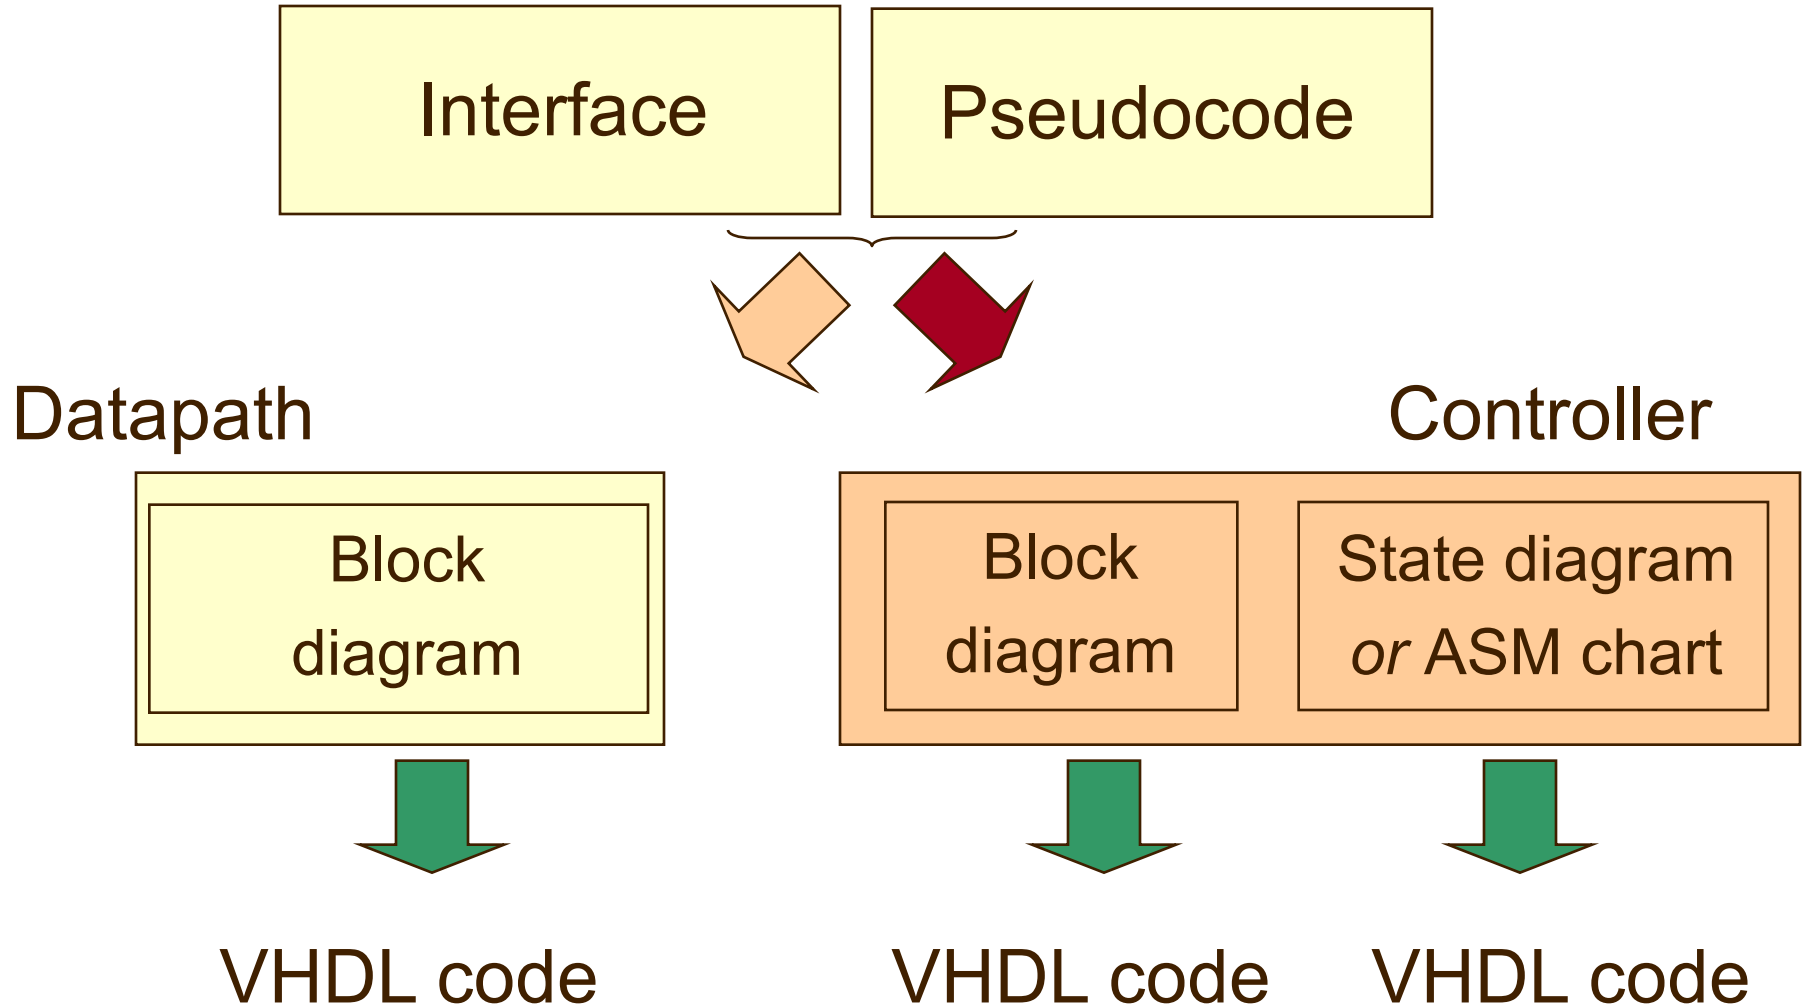 Interface
Pseudocode
Datapath
Controller
Block
diagram
Block
diagram
State diagram
or ASM chart
VHDL code
VHDL code
VHDL code